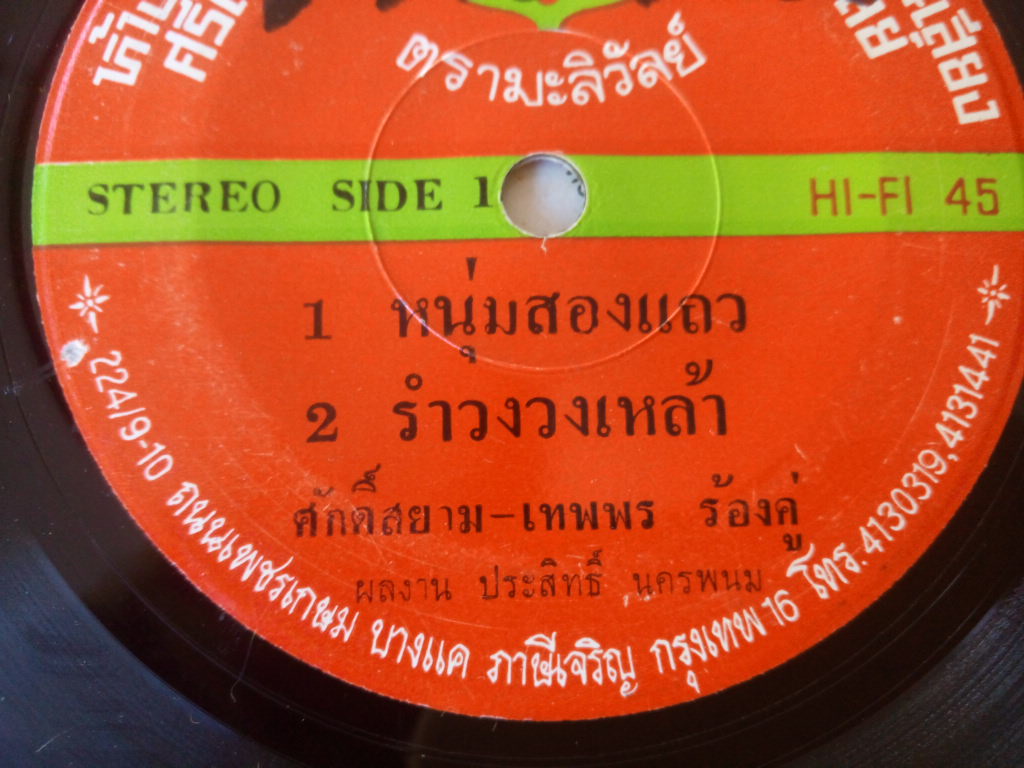 ตรามะลิวัลย์
STEREO SIDE 1
HI-FI 45
1 หนุ่มสองแถว
2 รำวงวงเหล้า
ศักดิ์สยาม-เทพพร ร้องคู่
ผลงาน ประสิทธิ์ นครพนม
224/9-10 ถนนเพชรเกษม บางแค ภาษีเจริญ กรุงเทพ 16 โทร. 4130319, 4131441